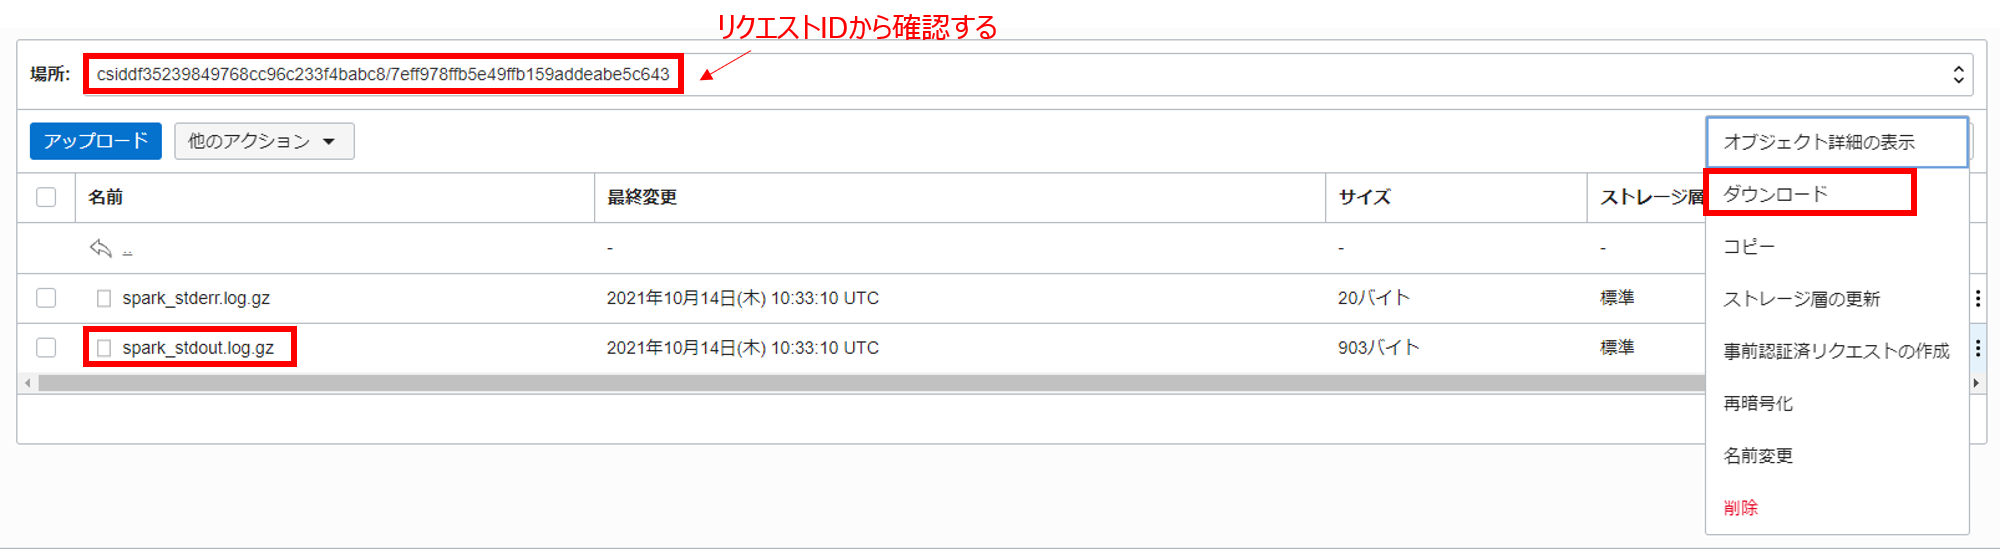 リクエストIDから確認する
場所: csiddf35239849768cc96c233f4babc8/7eff978ffb5e49ffb159addeabe5c643
アップロード 他のアクション
名前 最終変更 サイズ ストレージ層
.. - - -
spark_stderr.log.gz 2021年10月14日(木) 10:33:10 UTC 20バイト 標準
spark_stdout.log.gz 2021年10月14日(木) 10:33:10 UTC 903バイト 標準
オブジェクト詳細の表示
ダウンロード
コピー
ストレージ層の更新
事前認証済リクエストの作成
再暗号化
名前変更
削除